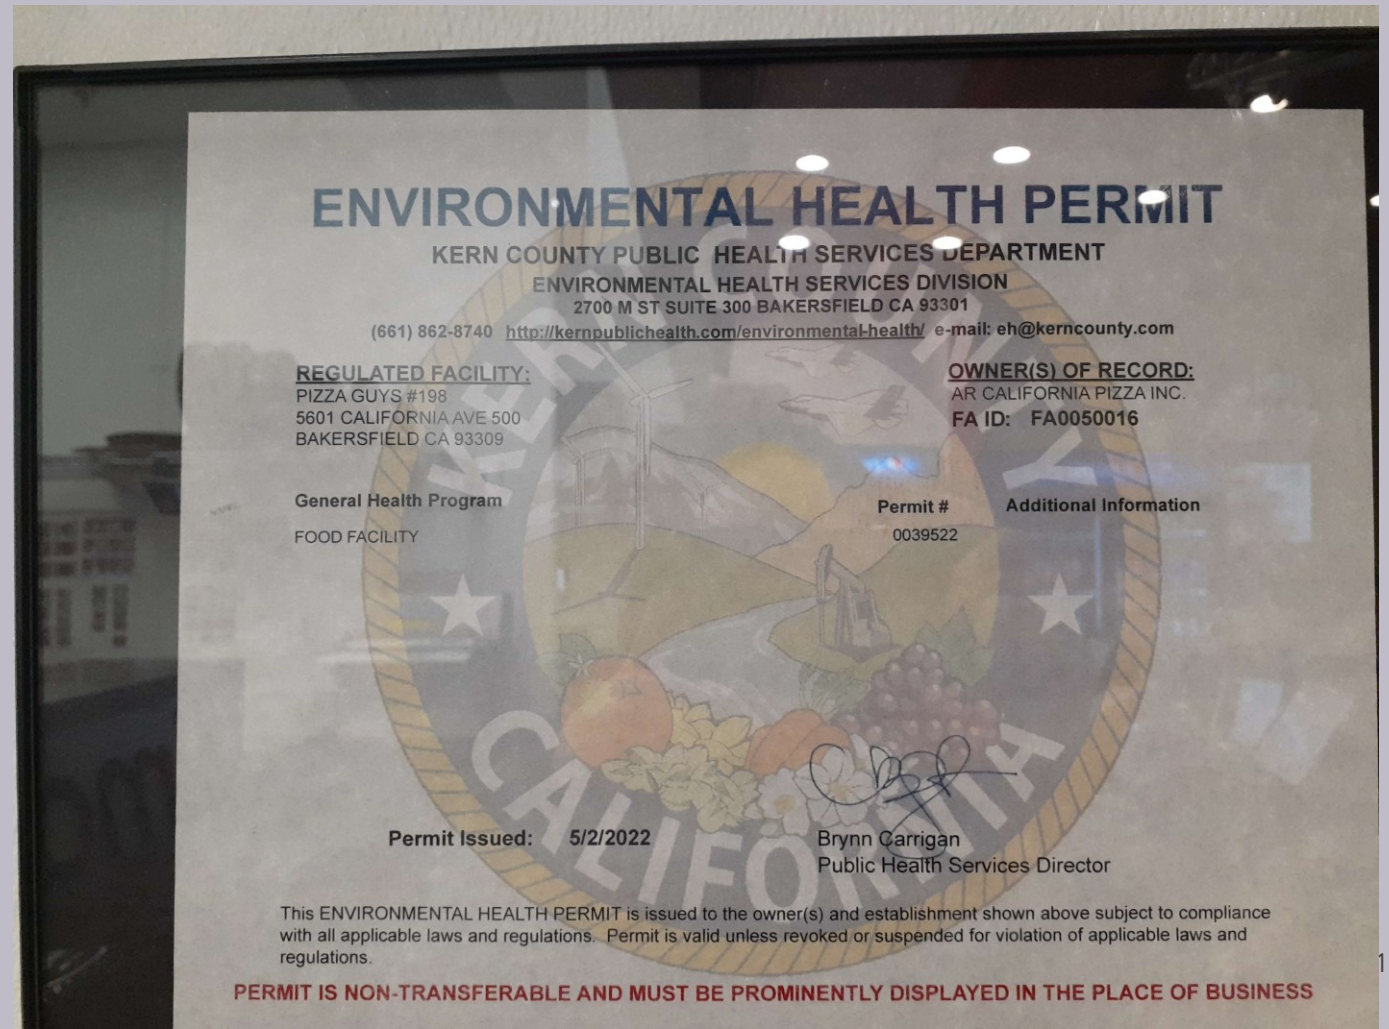 ENVIRONMENTAL HEALTH PERMIT
KERN COUNTY PUBLIC HEALTH SERVICES DEPARTMENT
ENVIRONMENTAL HEALTH SERVICES DIVISION
2700 M ST SUITE 300 BAKERSFIELD CA 93301
(661) 862-8740 http://kernpublichealth.com/environmental-health/ e-mail: eh@kerncounty.com
REGULATED FACILITY:
PIZZA GUYS #198
5601 CALIFORNIA AVE 500
BAKERSFIELD CA 93309
OWNER(S) OF RECORD:
AR CALIFORNIA PIZZA INC.
FA ID: FA0050016
General Health Program
FOOD FACILITY
Permit #
0039522
Additional Information
KERN COUNTY
CALIFORNIA
Permit Issued: 5/2/2022
Brynn Carrigan
Public Health Services Director
This ENVIRONMENTAL HEALTH PERMIT is issued to the owner(s) and establishment shown above subject to compliance
with all applicable laws and regulations. Permit is valid unless revoked or suspended for violation of applicable laws and
regulations.
PERMIT IS NON-TRANSFERABLE AND MUST BE PROMINENTLY DISPLAYED IN THE PLACE OF BUSINESS
1